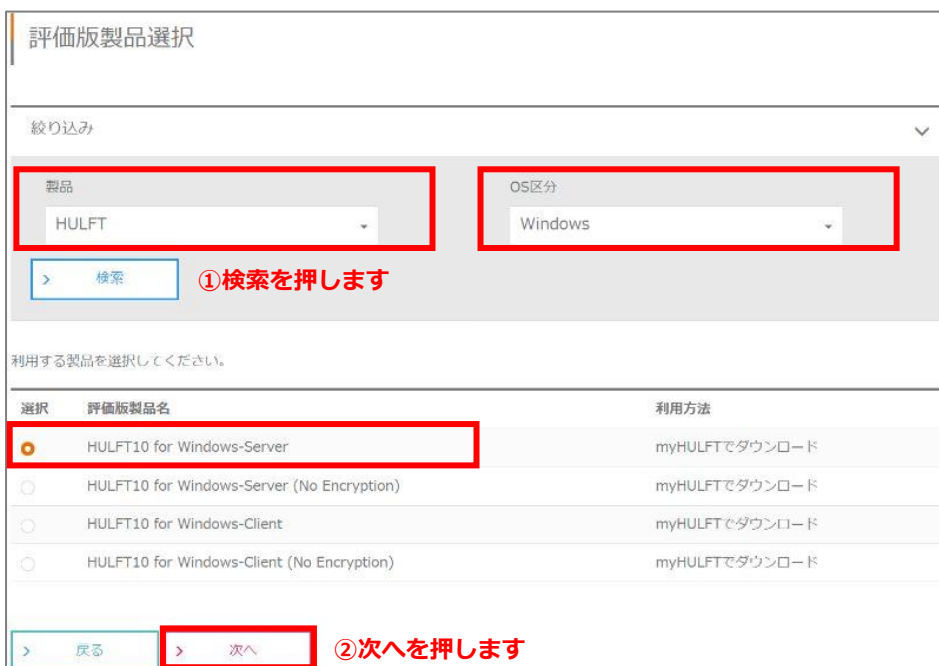 評価版製品選択
絞り込み
製品 OS区分
HULFT Windows
検索 ①検索を押します
利用する製品を選択してください。
選択 評価版製品名 利用方法
HULFT10 for Windows-Server myHULFTでダウンロード
HULFT10 for Windows-Server (No Encryption) myHULFTでダウンロード
HULFT10 for Windows-Client myHULFTでダウンロード
HULFT10 for Windows-Client (No Encryption) myHULFTでダウンロード
戻る 次へ ②次へを押します